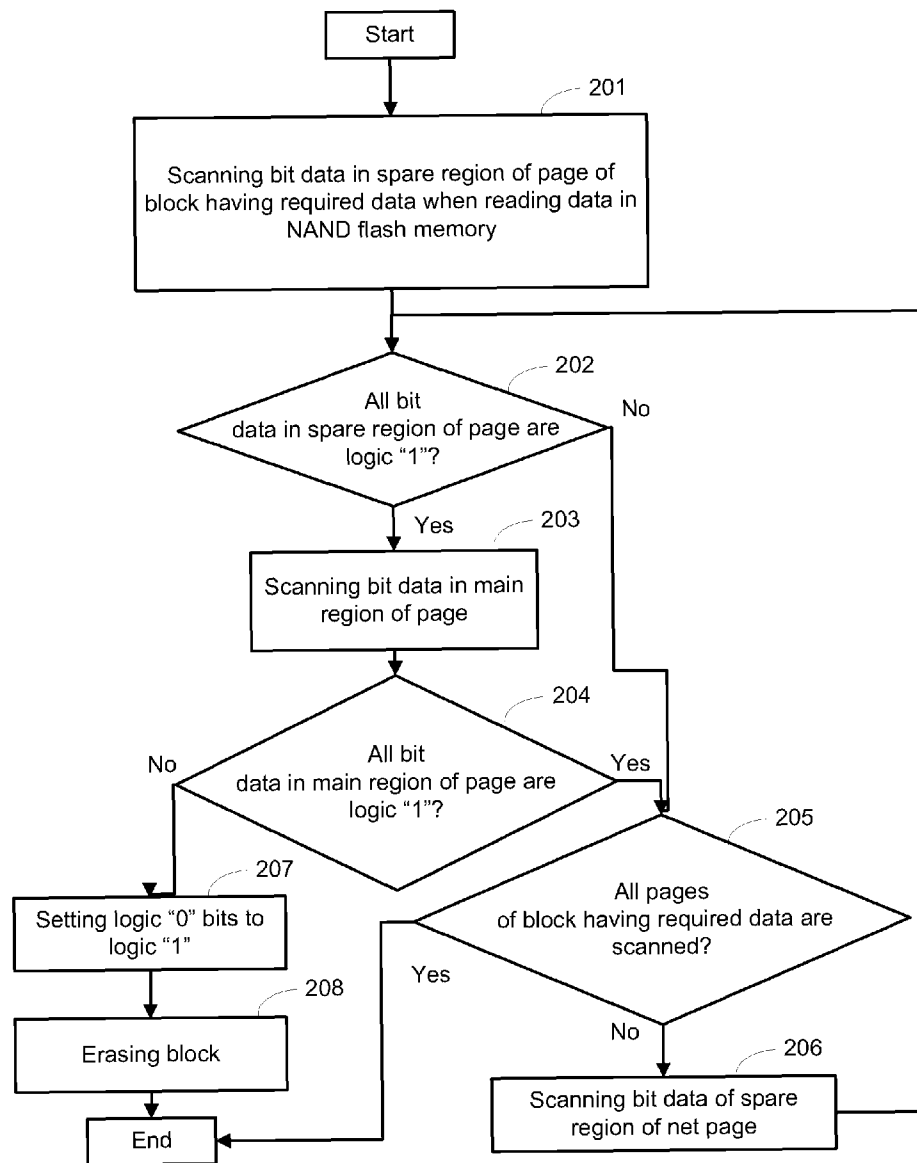 Start
201
Scanning bit data in spare region of page of
block having required data when reading data in
NAND flash memory
202
All bit
data in spare region of page are
logic “1”?
No
Yes
203
Scanning bit data in main
region of page
204
All bit
data in main region of page are
logic “1”?
No
Yes
205
All pages
of block having required data are
scanned?
Yes
No
207
Setting logic “0” bits to
logic “1”
208
Erasing block
206
Scanning bit data of spare
region of net page
End